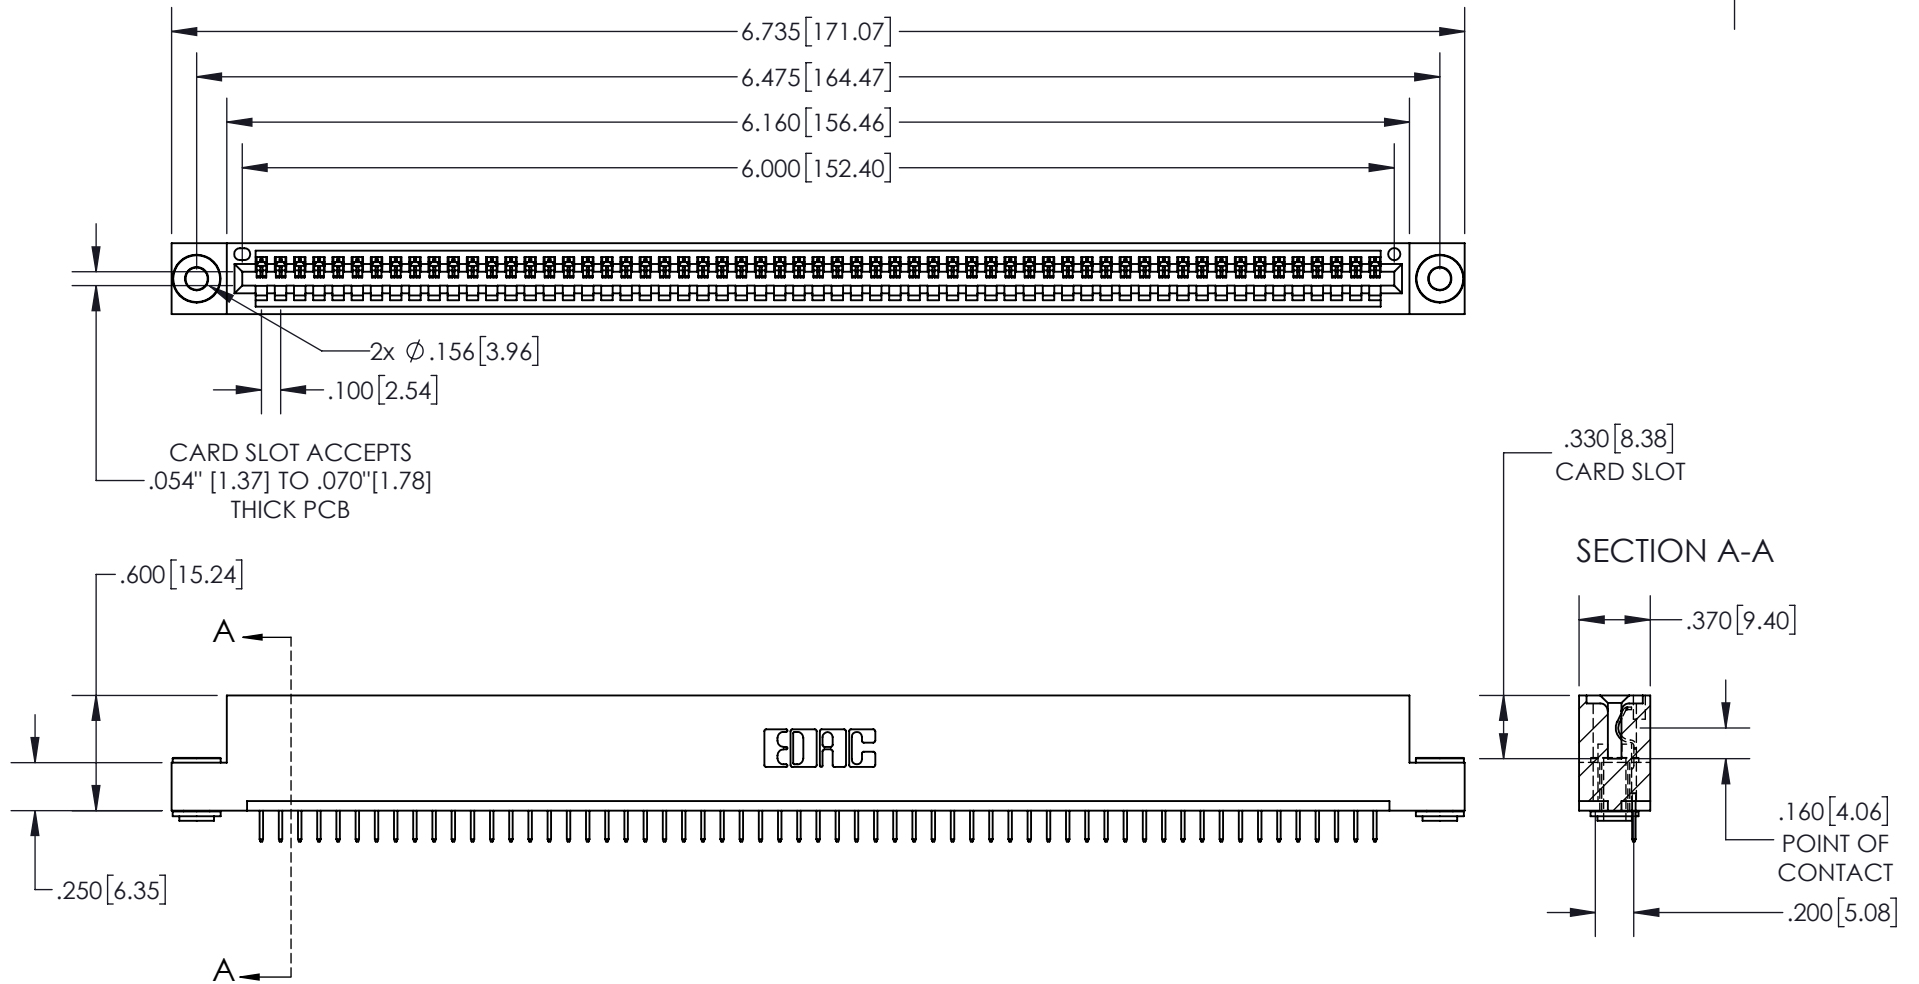 6.735[171.07]
6.475[164.47]
6.160[156.46]
6.000[152.40]
2x ⌀.156[3.96]
.100[2.54]
CARD SLOT ACCEPTS
.054" [1.37] TO .070"[1.78]
THICK PCB
.330[8.38]
CARD SLOT
SECTION A-A
.600[15.24]
.370[9.40]
A
EDAC
.160[4.06]
POINT OF
CONTACT
.250[6.35]
.200[5.08]
A